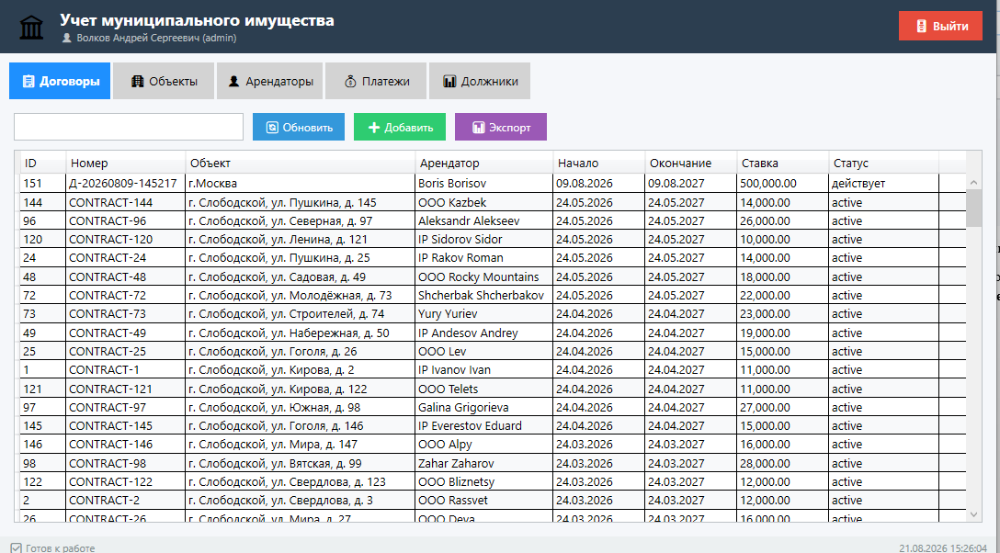 Учет муниципального имущества
Волков Андрей Сергеевич (admin)
Выйти
Договоры Объекты Арендаторы Платежи Должники
Обновить Добавить Экспорт
ID Номер Объект Арендатор Начало Окончание Ставка Статус
151 Д-20260809-145217 г.Москва Boris Borisov 09.08.2026 09.08.2027 500,000.00 действует
144 CONTRACT-144 г. Слободской, ул. Пушкина, д. 145 ООО Kazbek 24.05.2026 24.05.2027 14,000.00 active
96 CONTRACT-96 г. Слободской, ул. Северная, д. 97 Aleksandr Alekseev 24.05.2026 24.05.2027 26,000.00 active
120 CONTRACT-120 г. Слободской, ул. Ленина, д. 121 IP Sidorov Sidor 24.05.2026 24.05.2027 10,000.00 active
24 CONTRACT-24 г. Слободской, ул. Пушкина, д. 25 IP Rakov Roman 24.05.2026 24.05.2027 14,000.00 active
48 CONTRACT-48 г. Слободской, ул. Садовая, д. 49 OOO Rocky Mountains 24.05.2026 24.05.2027 18,000.00 active
72 CONTRACT-72 г. Слободской, ул. Молодёжная, д. 73 Shcherbak Shcherbakov 24.05.2026 24.05.2027 22,000.00 active
73 CONTRACT-73 г. Слободской, ул. Строителей, д. 74 Yury Yuriev 24.05.2026 24.05.2027 23,000.00 active
49 CONTRACT-49 г. Слободской, ул. Набережная, д. 50 IP Andesov Andrey 24.04.2026 24.04.2027 19,000.00 active
25 CONTRACT-25 г. Слободской, ул. Гоголя, д. 26 OOO Lev 24.04.2026 24.04.2027 15,000.00 active
1 CONTRACT-1 г. Слободской, ул. Кирова, д. 2 IP Ivanov Ivan 24.04.2026 24.04.2027 11,000.00 active
121 CONTRACT-121 г. Слободской, ул. Кирова, д. 122 OOO Telets 24.04.2026 24.04.2027 11,000.00 active
97 CONTRACT-97 г. Слободской, ул. Южная, д. 98 Galina Grigorieva 24.04.2026 24.04.2027 27,000.00 active
145 CONTRACT-145 г. Слободской, ул. Гоголя, д. 146 IP Everestov Eduard 24.04.2026 24.04.2027 15,000.00 active
146 CONTRACT-146 г. Слободской, ул. Мира, д. 147 OOO Alpy 24.03.2026 24.03.2027 16,000.00 active
98 CONTRACT-98 г. Слободской, ул. Вятская, д. 99 Zahar Zaharov 24.03.2026 24.03.2027 28,000.00 active
122 CONTRACT-122 г. Слободской, ул. Свердлова, д. 123 OOO Bliznetsy 24.03.2026 24.03.2027 12,000.00 active
2 CONTRACT-2 г. Слободской, ул. Свердлова, д. 3 OOO Rassvet 24.03.2026 24.03.2027 12,000.00 active
26 CONTRACT-26 г. Слободской, ул. Мира, д. 27 OOO Deva 24.03.2026 24.03.2027 16,000.00 active
Готов к работе 21.08.2026 15:26:04